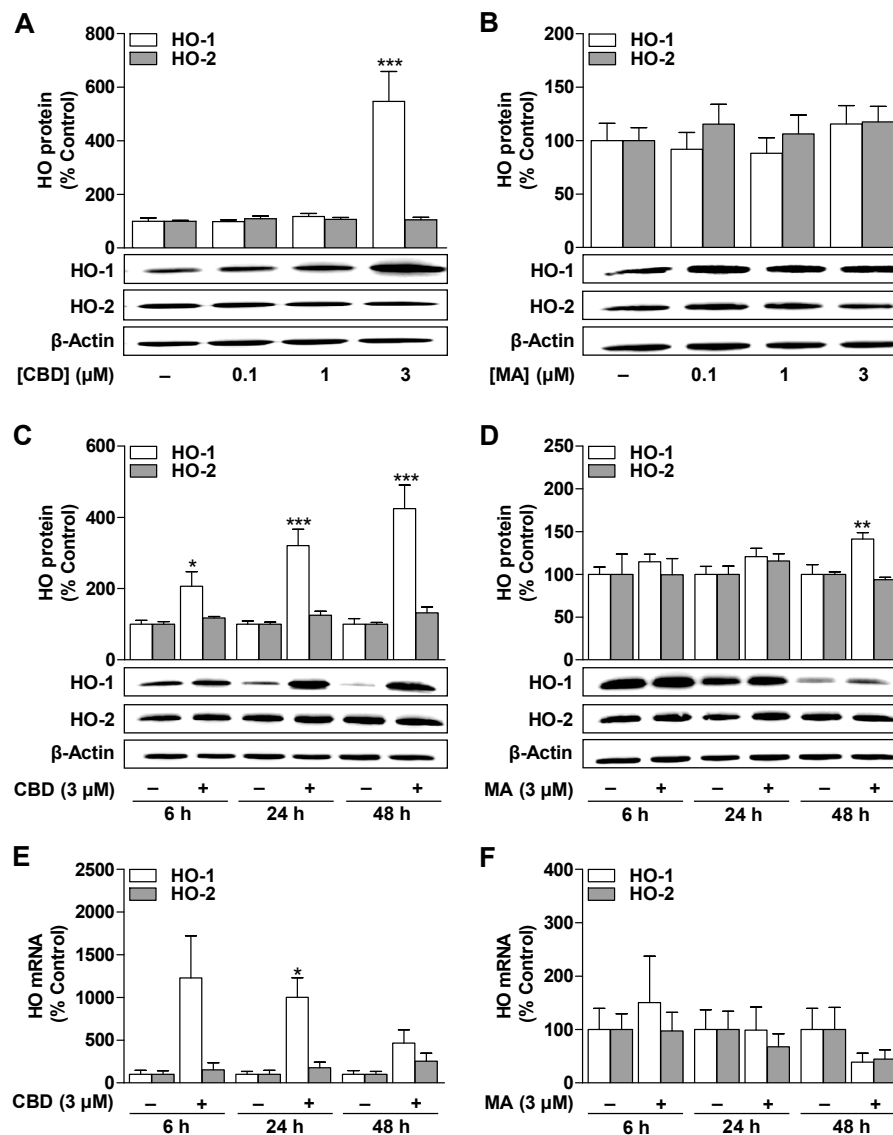 A
HO-1
HO-2
***
HO protein
(% Control)
800
600
400
200
0
HO-1
HO-2
β-Actin
[CBD] (μM) – 0.1 1 3
B
HO-1
HO-2
HO protein
(% Control)
200
150
100
50
0
HO-1
HO-2
β-Actin
[MA] (μM) – 0.1 1 3
C
HO-1
HO-2
* *** ***
HO protein
(% Control)
600
400
200
0
HO-1
HO-2
β-Actin
CBD (3 μM) – + – + – +
6 h 24 h 48 h
D
HO-1
HO-2
**
HO protein
(% Control)
250
200
150
100
50
0
HO-1
HO-2
β-Actin
MA (3 μM) – + – + – +
6 h 24 h 48 h
E
HO-1
HO-2
*
HO mRNA
(% Control)
2500
2000
1500
1000
500
0
CBD (3 μM) – + – + – +
6 h 24 h 48 h
F
HO-1
HO-2
HO mRNA
(% Control)
400
300
200
100
0
MA (3 μM) – + – + – +
6 h 24 h 48 h